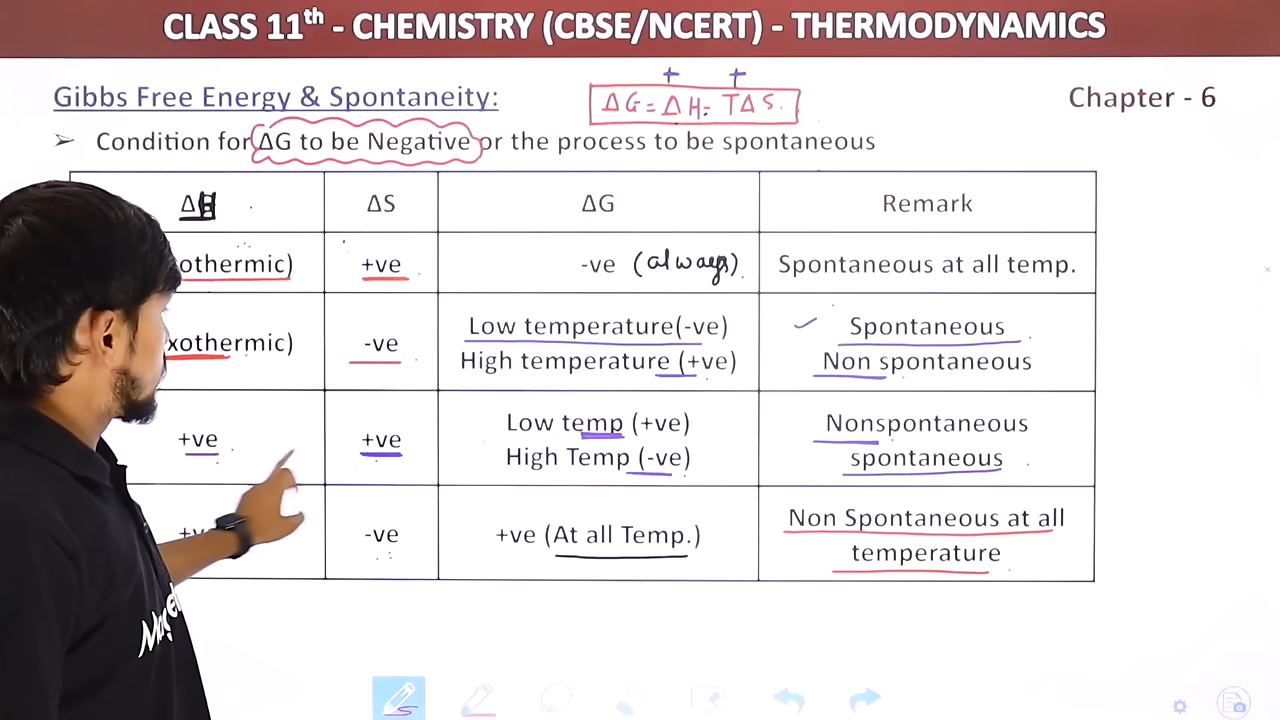 CLASS 11th - CHEMISTRY (CBSE/NCERT) - THERMODYNAMICS
+ +
Gibbs Free Energy & Spontaneity: ΔG = ΔH = TΔS. Chapter - 6
➢ Condition for ΔG to be Negative or the process to be spontaneous
ΔH ΔS ΔG Remark
othermic) +ve -ve (always) Spontaneous at all temp.
xothermic) -ve Low temperature(-ve) Spontaneous
High temperature (+ve) Non spontaneous
+ve +ve Low temp (+ve) Nonspontaneous
High Temp (-ve) spontaneous
-ve +ve (At all Temp.) Non Spontaneous at all
temperature